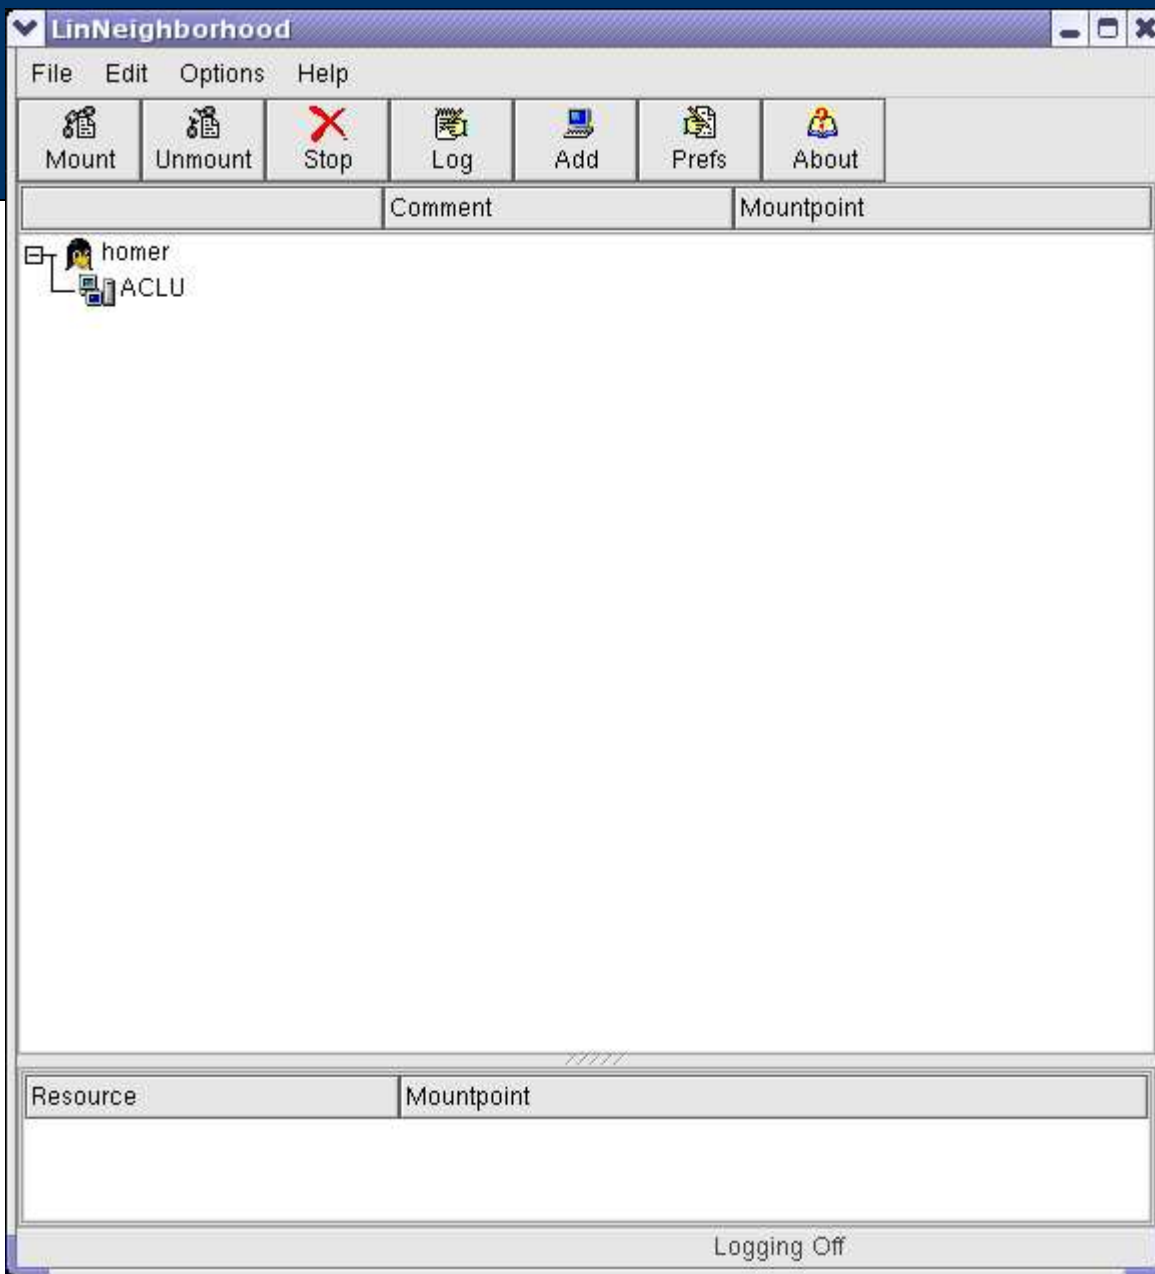 LinNeighborhood
File Edit Options Help
Mount Unmount Stop Log Add Prefs About
Comment Mountpoint
homer
ACLU
Resource Mountpoint
Logging Off